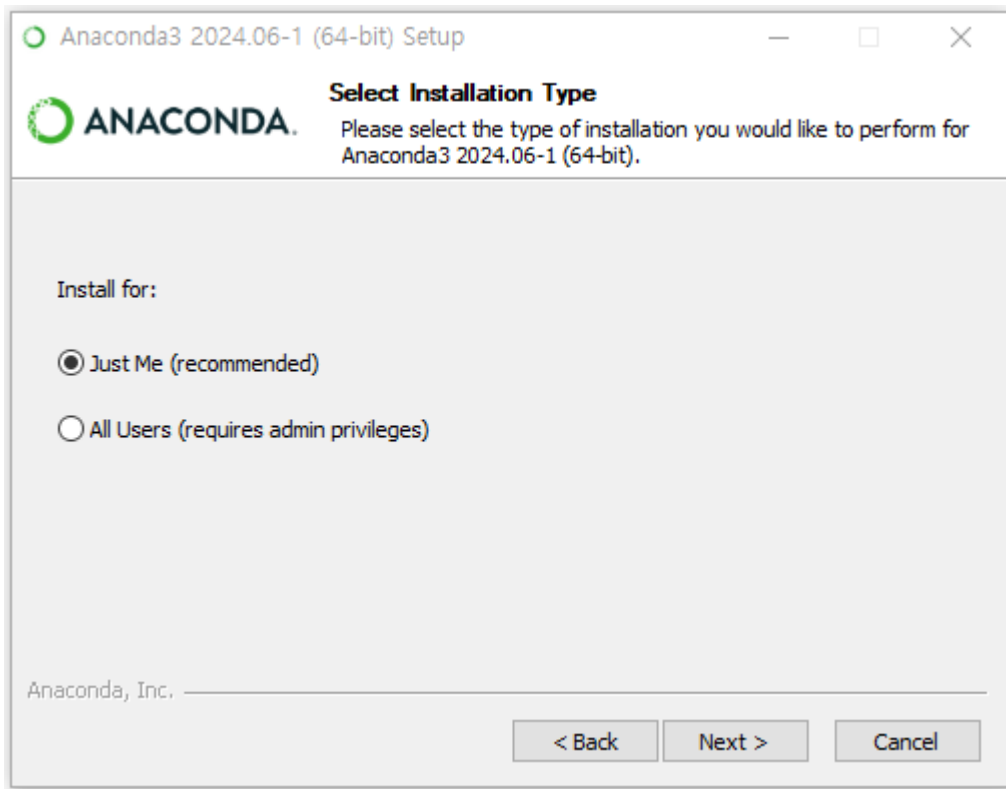 Anaconda3 2024.06-1 (64-bit) Setup
ANACONDA.
Select Installation Type
Please select the type of installation you would like to perform for
Anaconda3 2024.06-1 (64-bit).
Install for:
Just Me (recommended)
All Users (requires admin privileges)
Anaconda, Inc.
< Back
Next >
Cancel